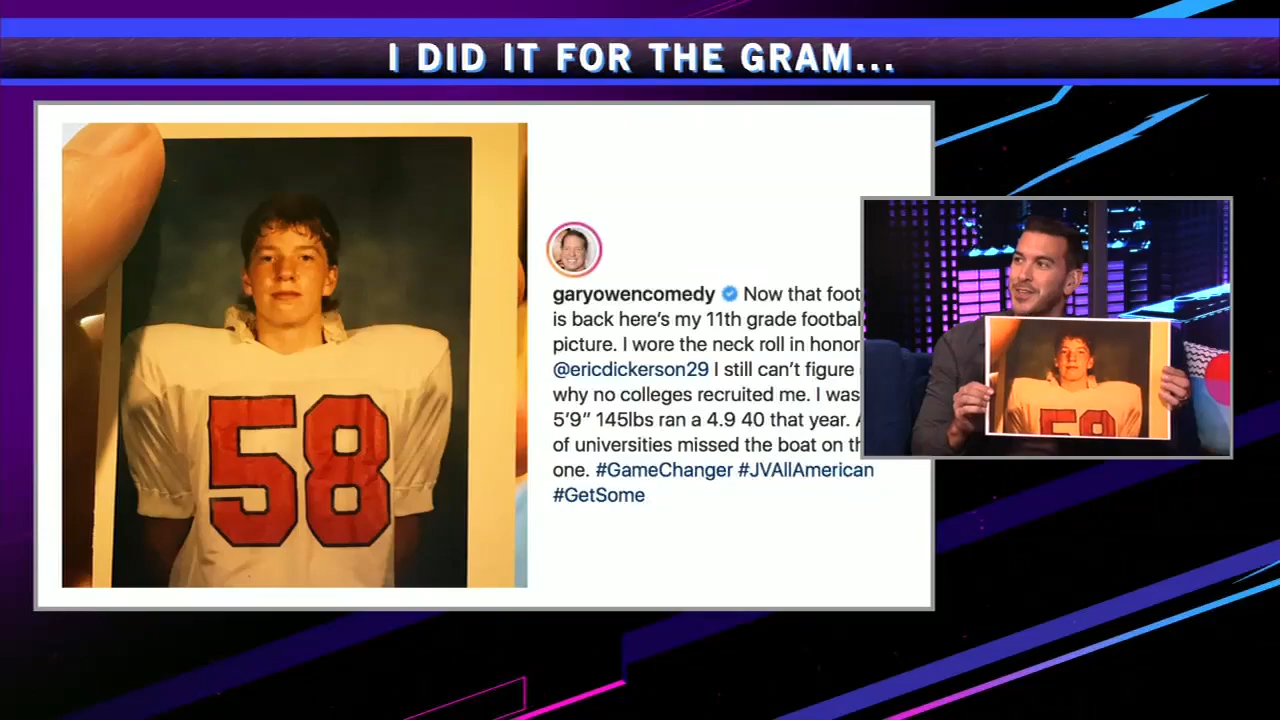 I DID IT FOR THE GRAM...
58
garyowencomedy Now that foot
is back here's my 11th grade footbal
picture. I wore the neck roll in honor
@ericdickerson29 I still can't figure
why no colleges recruited me. I was
5'9" 145lbs ran a 4.9 40 that year.
of universities missed the boat on th
one. #GameChanger #JVAllAmerican
#GetSome
58